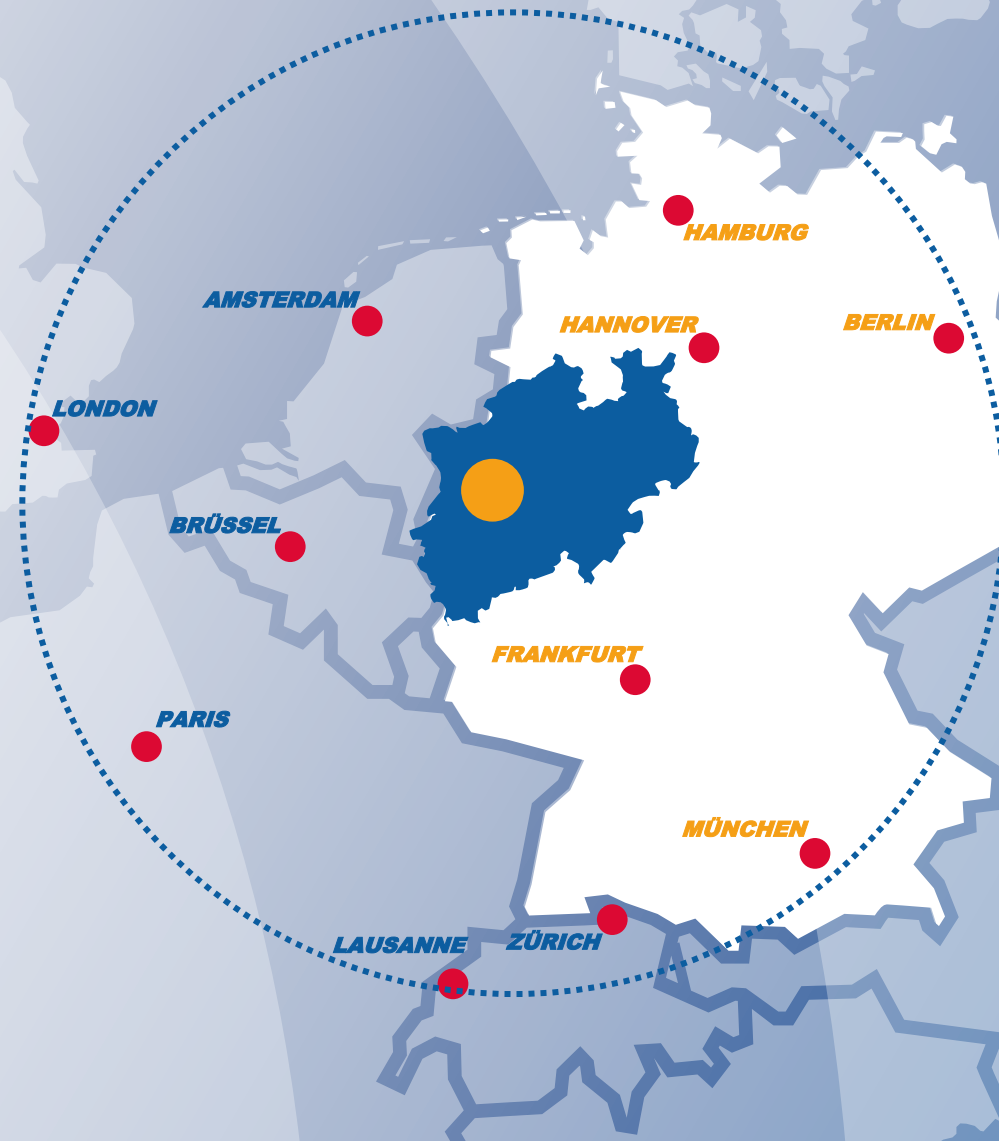 HAMBURG
AMSTERDAM
HANNOVER
BERLIN
LONDON
BRÜSSEL
FRANKFURT
PARIS
MÜNCHEN
LAUSANNE
ZÜRICH